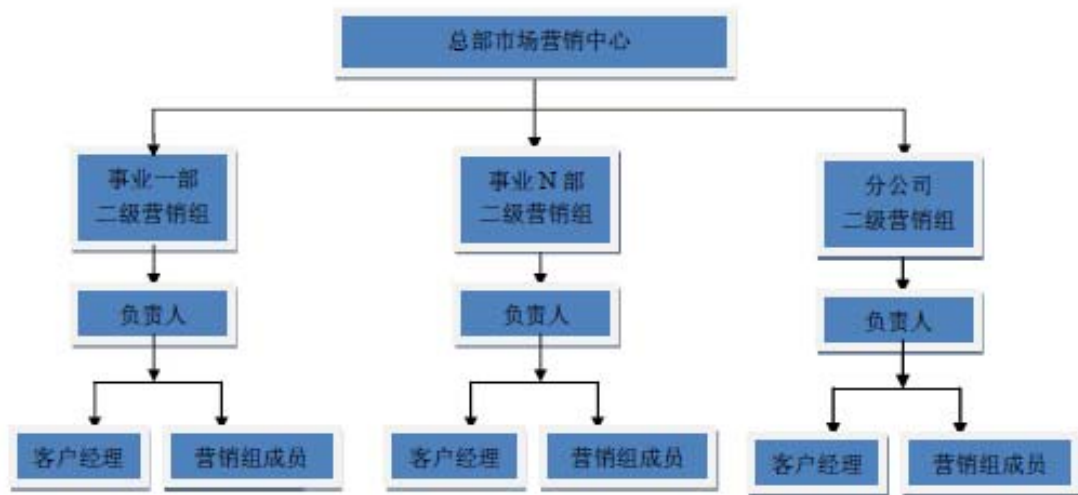 总部市场营销中心
事业一部
二级营销组
事业 N 部
二级营销组
分公司
二级营销组
负责人
负责人
负责人
客户经理
营销组成员
客户经理
营销组成员
客户经理
营销组成员